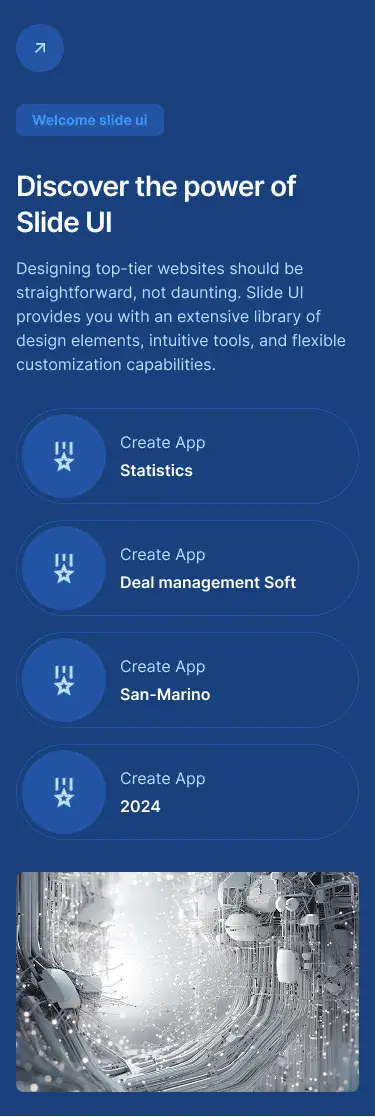 Welcome slide ui
Discover the power of
Slide UI
Designing top-tier websites should be
straightforward, not daunting. Slide UI
provides you with an extensive library of
design elements, intuitive tools, and flexible
customization capabilities.
Create App
Statistics
Create App
Deal management Soft
Create App
San-Marino
Create App
2024